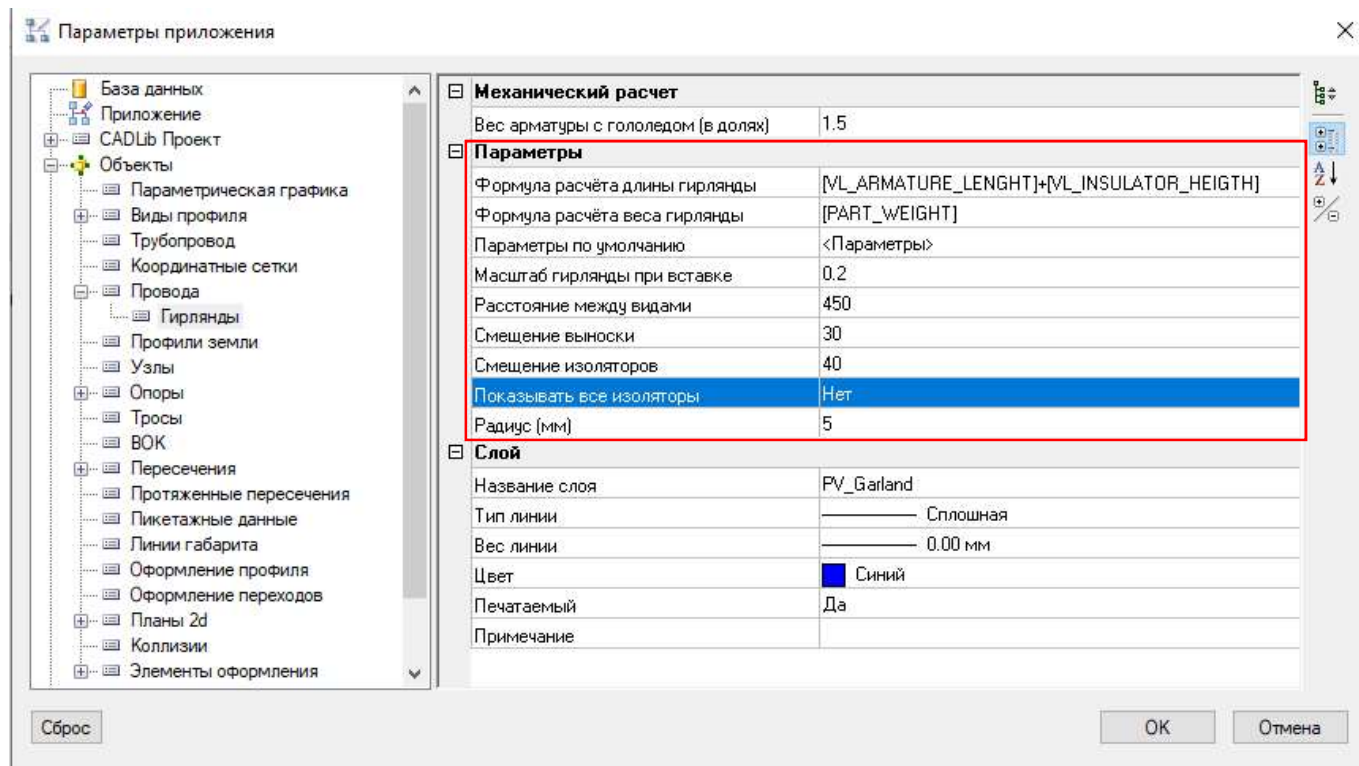 Параметры приложения
База данных
Приложение
CADLib Проект
Объекты
Параметрическая графика
Виды профиля
Трубопровод
Координатные сетки
Провода
Гирлянды
Профили земли
Узлы
Опоры
Тросы
ВОК
Пересечения
Протяженные пересечения
Пикетажные данные
Линии габарита
Оформление профиля
Оформление переходов
Планы 2d
Коллизии
Элементы оформления
Механический расчет
Вес арматуры с гололедом (в долях) 1.5
Параметры
Формула расчёта длины гирлянды [VL_ARMATURE_LENGHT]+[VL_INSULATOR_HEIGTH]
Формула расчёта веса гирлянды [PART_WEIGHT]
Параметры по умолчанию <Параметры>
Масштаб гирлянды при вставке 0.2
Расстояние между видами 450
Смещение выноски 30
Смещение изоляторов 40
Показывать все изоляторы Нет
Радиус (мм) 5
Слой
Название слоя PV_Garland
Тип линии Сплошная
Вес линии 0.00 мм
Цвет Синий
Печатаемый Да
Примечание
Сброс OK Отмена